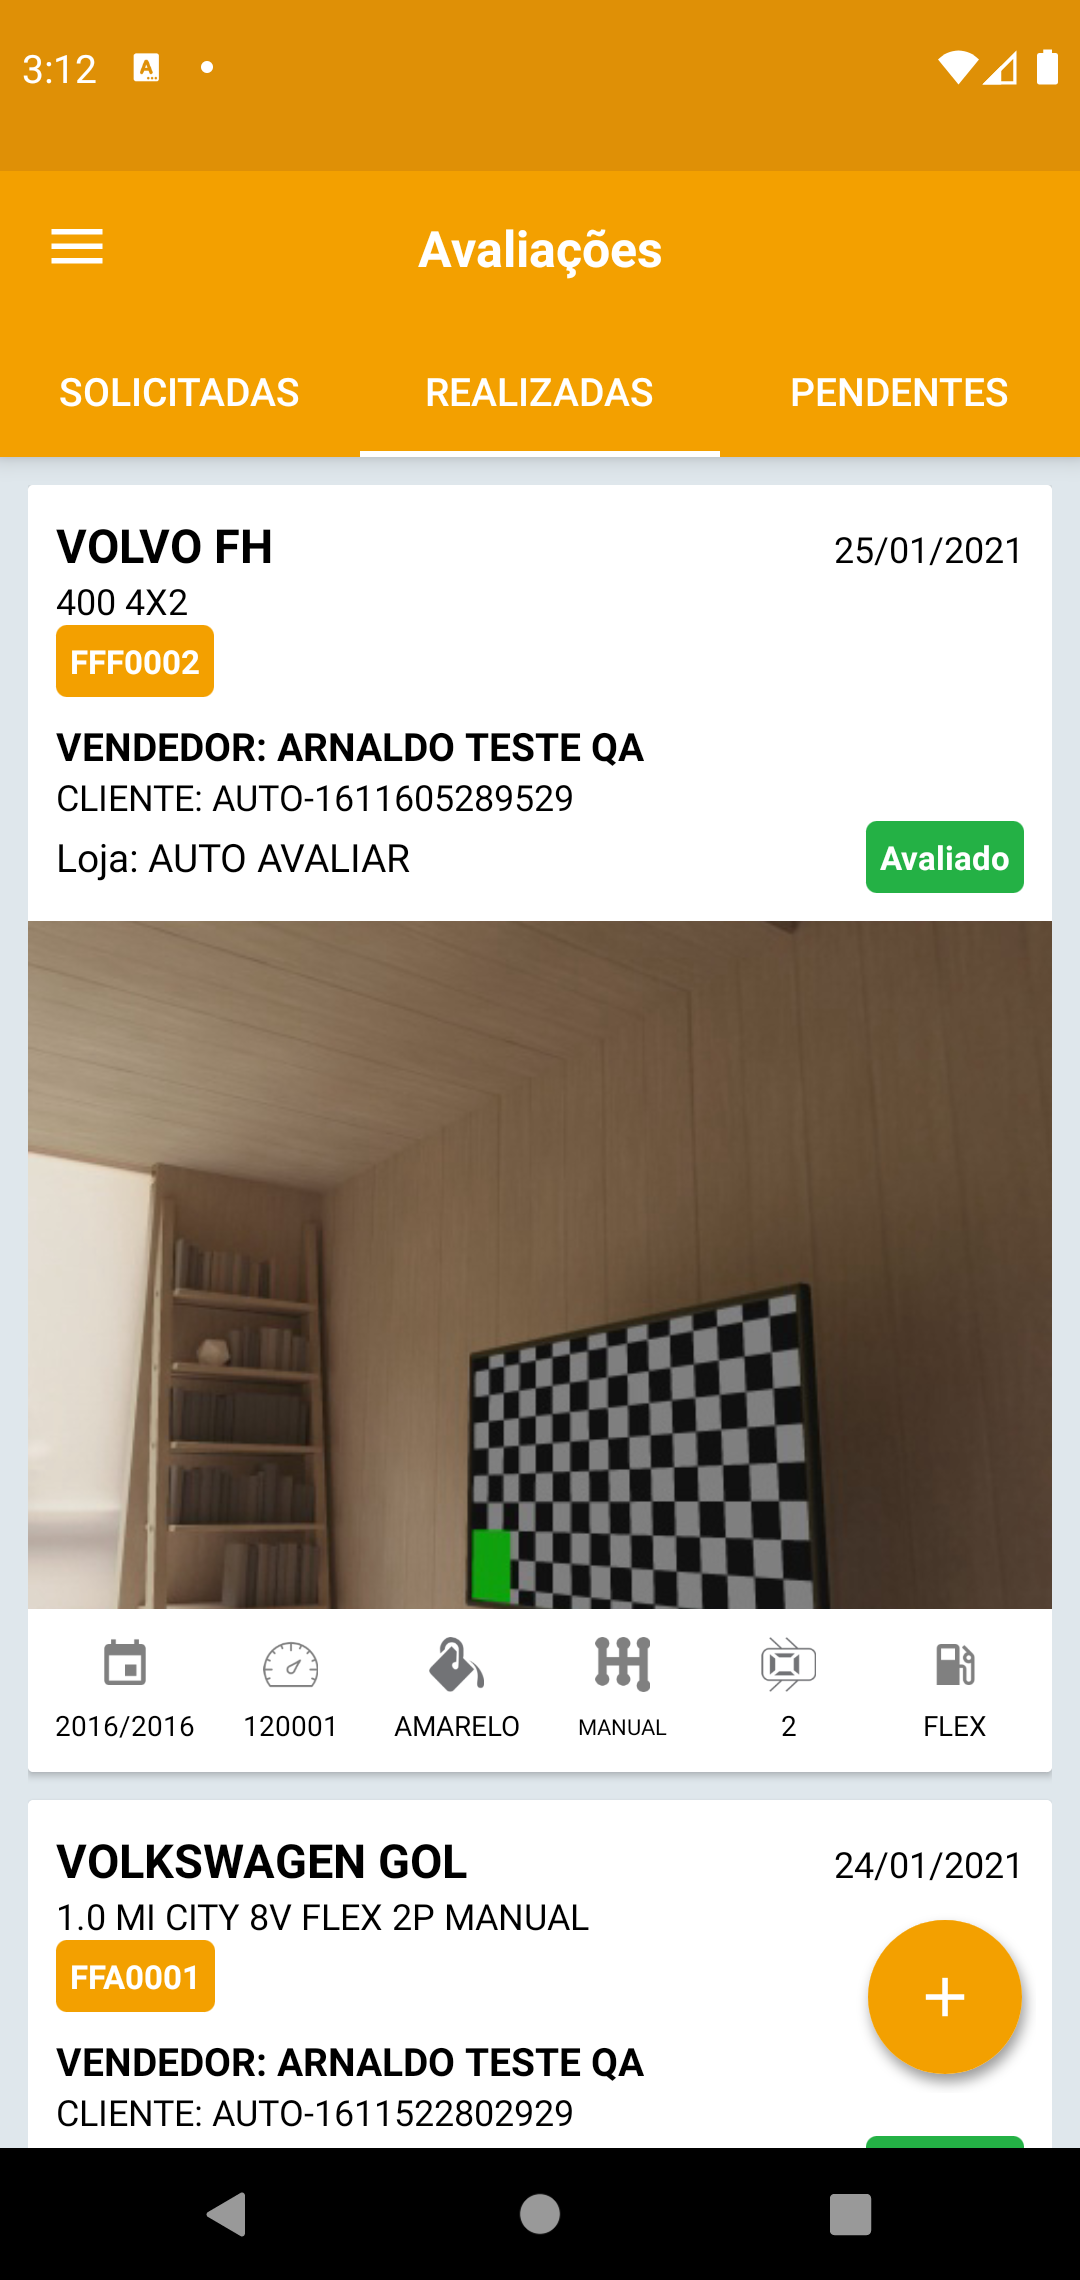 3:12
Avaliações
SOLICITADAS REALIZADAS PENDENTES
VOLVO FH 25/01/2021
400 4X2
FFF0002
VENDEDOR: ARNALDO TESTE QA
CLIENTE: AUTO-1611605289529
Loja: AUTO AVALIAR Avaliado
2016/2016 120001 AMARELO MANUAL 2 FLEX
VOLKSWAGEN GOL 24/01/2021
1.0 MI CITY 8V FLEX 2P MANUAL
FFA0001
VENDEDOR: ARNALDO TESTE QA
CLIENTE: AUTO-1611522802929